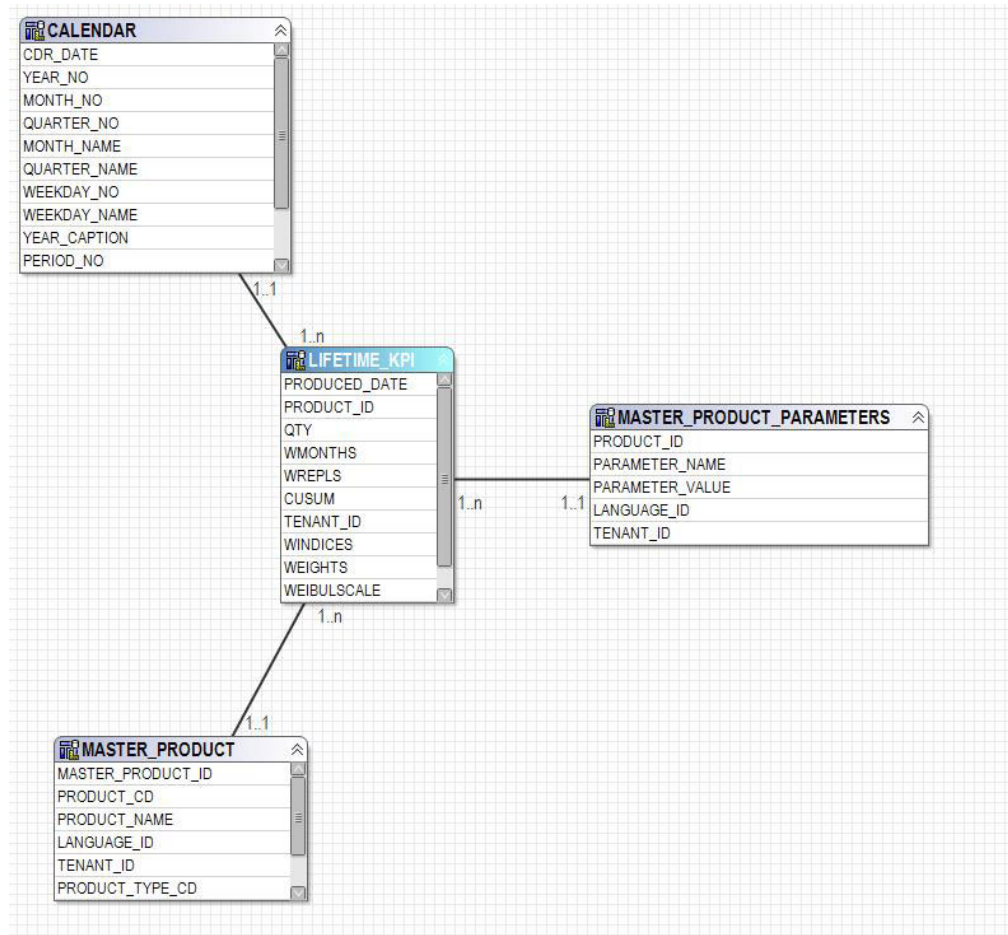 CALENDAR
CDR_DATE
YEAR_NO
MONTH_NO
QUARTER_NO
MONTH_NAME
QUARTER_NAME
WEEKDAY_NO
WEEKDAY_NAME
YEAR_CAPTION
PERIOD_NO
1..1
1..n
LIFETIME_KPI
PRODUCED_DATE
PRODUCT_ID
QTY
WMONTHS
WREPLS
CUSUM
TENANT_ID
WINDICES
WEIGHTS
WEIBULSCALE
1..n
1..1
MASTER_PRODUCT_PARAMETERS
PRODUCT_ID
PARAMETER_NAME
PARAMETER_VALUE
LANGUAGE_ID
TENANT_ID
1..n
1..1
MASTER_PRODUCT
MASTER_PRODUCT_ID
PRODUCT_CD
PRODUCT_NAME
LANGUAGE_ID
TENANT_ID
PRODUCT_TYPE_CD